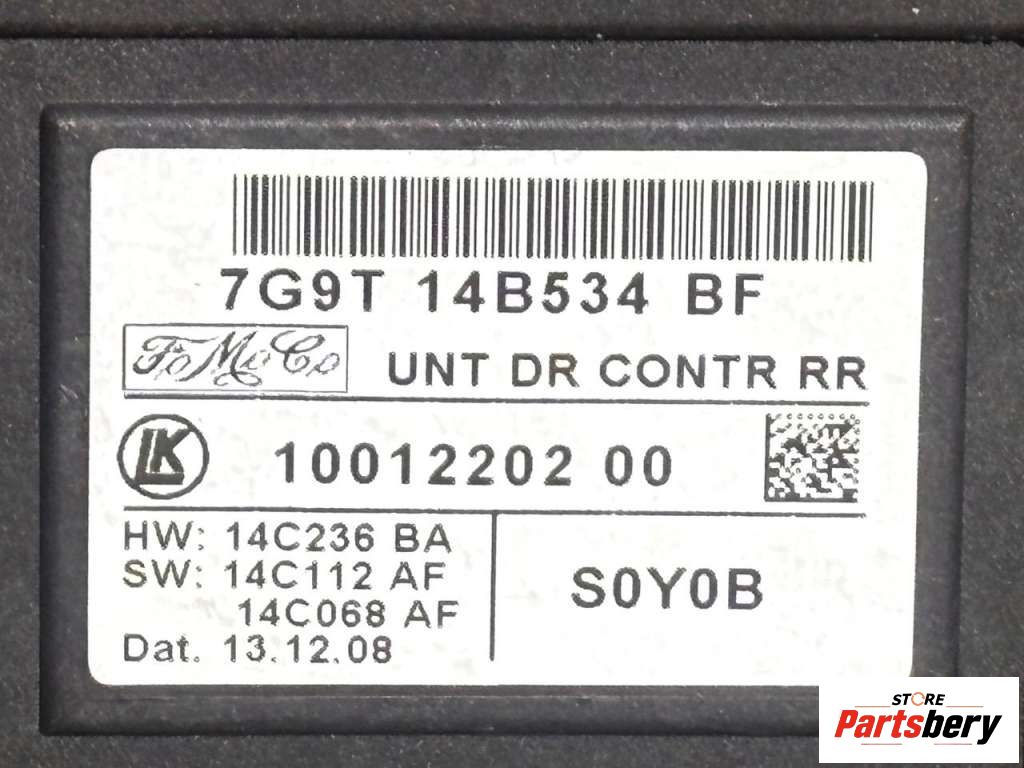 7G9T 14B534 BF
FoMoCo
UNT DR CONTR RR
LK
10012202 00
HW: 14C236 BA
SW: 14C112 AF
14C068 AF
Dat. 13.12.08
S0Y0B
STORE
Partsbery